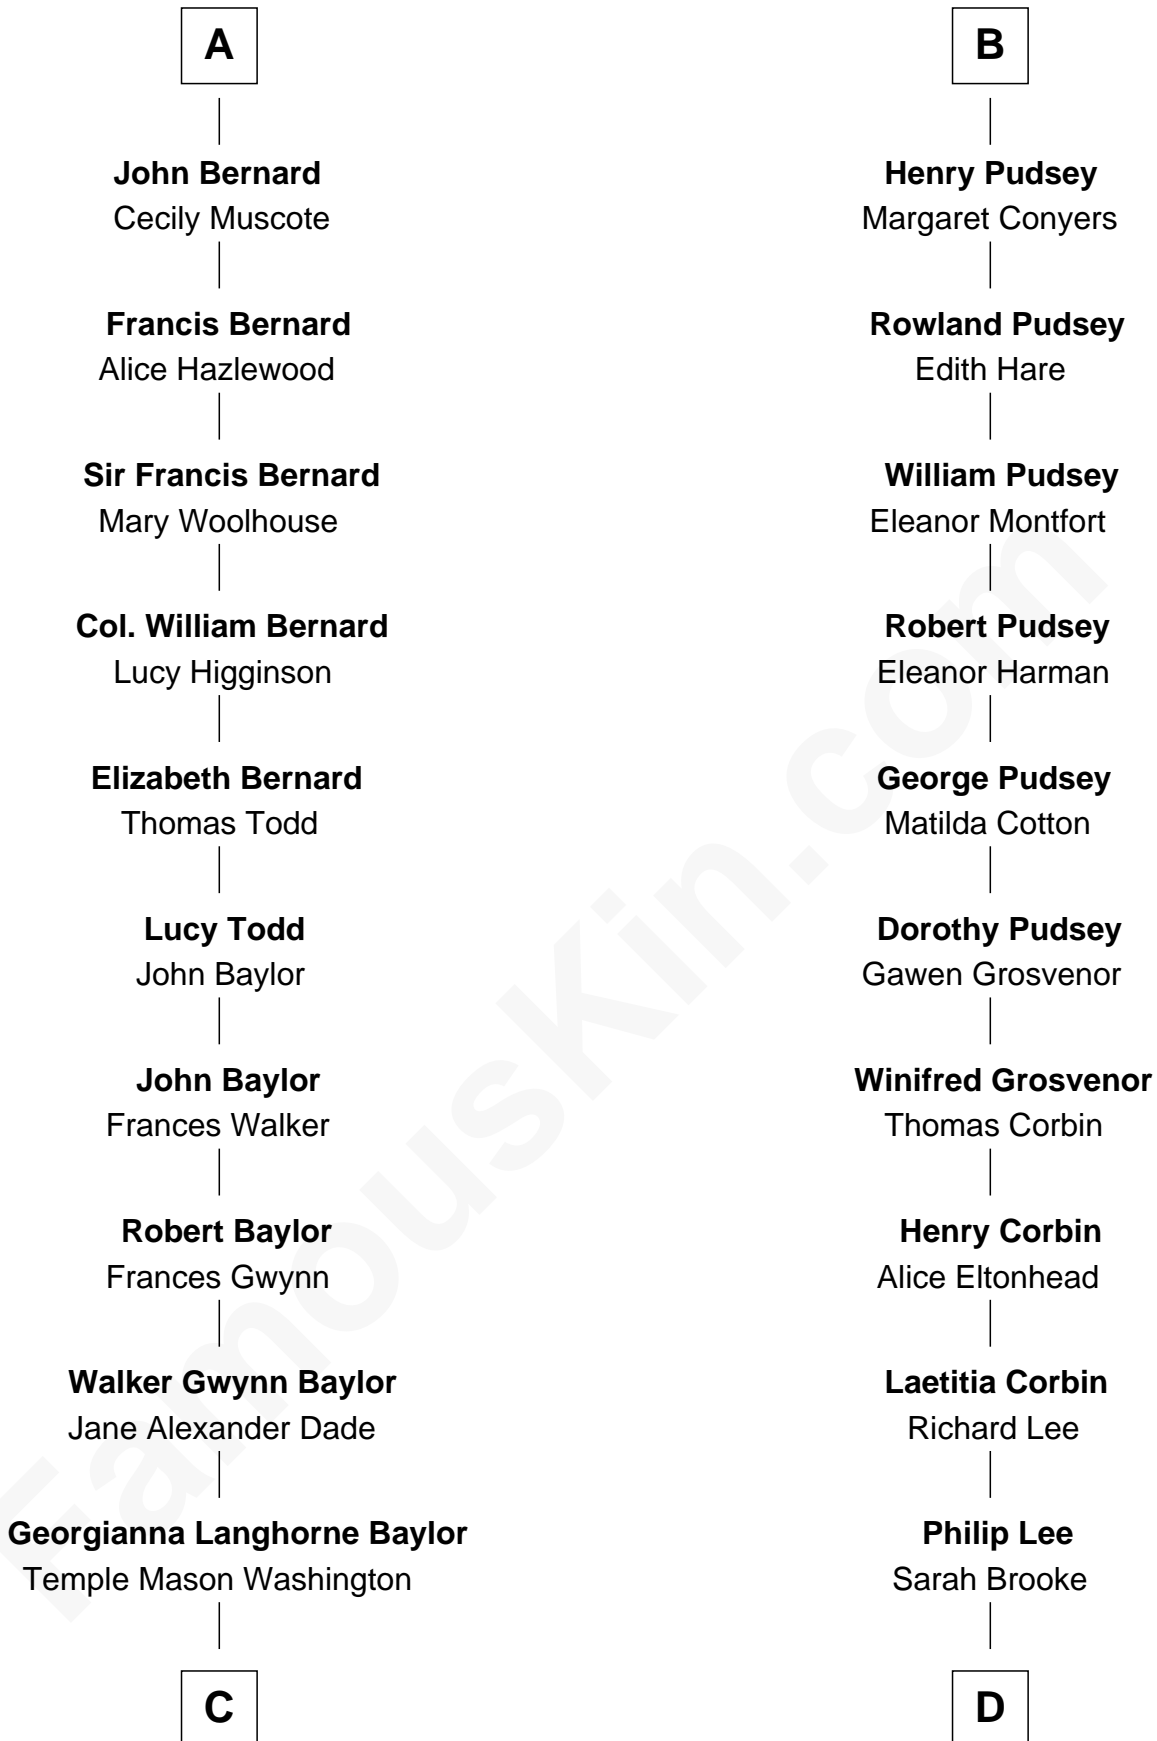 A
John Bernard
Cecily Muscote
Francis Bernard
Alice Hazlewood
Sir Francis Bernard
Mary Woolhouse
Col. William Bernard
Lucy Higginson
Elizabeth Bernard
Thomas Todd
Lucy Todd
John Baylor
John Baylor
Frances Walker
Robert Baylor
Frances Gwynn
Walker Gwynn Baylor
Jane Alexander Dade
Georgianna Langhorne Baylor
Temple Mason Washington
C
B
Henry Pudsey
Margaret Conyers
Rowland Pudsey
Edith Hare
William Pudsey
Eleanor Montfort
Robert Pudsey
Eleanor Harman
George Pudsey
Matilda Cotton
Dorothy Pudsey
Gawen Grosvenor
Winifred Grosvenor
Thomas Corbin
Henry Corbin
Alice Eltonhead
Laetitia Corbin
Richard Lee
Philip Lee
Sarah Brooke
D
FamousKin.com